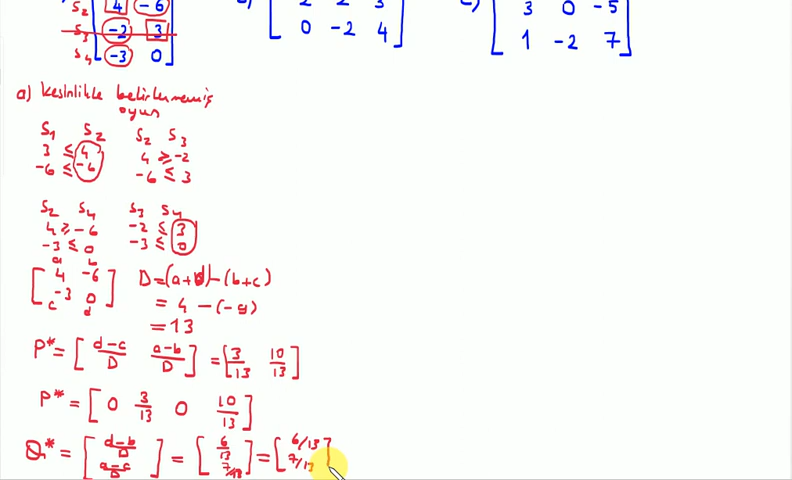 S₂ [ 4 -6
S₃ -2 3
S₄ -3 0 ]
[ 2 -2 3
0 -2 4 ]
[ 3 0 -5
1 -2 7 ]
a) kesinlikle belirlenmemiş
oyun
S₁ S₂ S₂ S₃
3 ≤ 4 4 ≥ -2
-6 ≤ -6 -6 ≤ 3
S₂ S₄ S₃ S₄
4 ≥ -6 -2 ≤ 3
-3 ≤ 0 -3 ≤ 0
a b
[ 4 -6 D=(a+d)-(b+c)
-3 0 ] = 4 -(-9)
c d
= 13
P* = [ d-c/D a-b/D ] = [ 3/13 10/13 ]
P* = [ 0 3/13 0 10/13 ]
Q* = [ d-b/D a-c/D ] = [ 6/13 7/13 ] = [ 6/13 7/13 ]